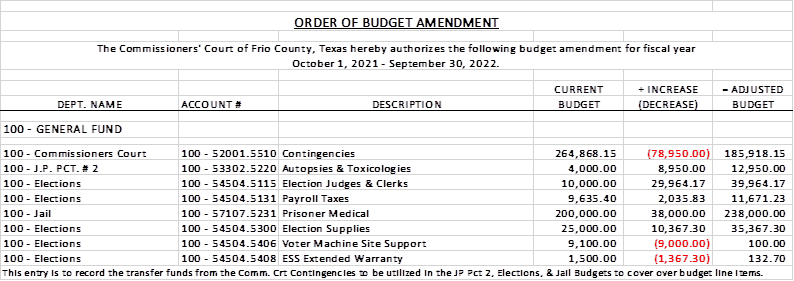 ORDER OF BUDGET AMENDMENT
The Commissioners' Court of Frio County, Texas hereby authorizes the following budget amendment for fiscal year
October 1, 2021 - September 30, 2022.
CURRENT + INCREASE = ADJUSTED
DEPT. NAME ACCOUNT # DESCRIPTION BUDGET (DECREASE) BUDGET
100 - GENERAL FUND
100 - Commissioners Court 100 - 52001.5510 Contingencies 264,868.15 (78,950.00) 185,918.15
100 - J.P. PCT. # 2 100 - 53302.5220 Autopsies & Toxicologies 4,000.00 8,950.00 12,950.00
100 - Elections 100 - 54504.5115 Election Judges & Clerks 10,000.00 29,964.17 39,964.17
100 - Elections 100 - 54504.5131 Payroll Taxes 9,635.40 2,035.83 11,671.23
100 - Jail 100 - 57107.5231 Prisoner Medical 200,000.00 38,000.00 238,000.00
100 - Elections 100 - 54504.5300 Election Supplies 25,000.00 10,367.30 35,367.30
100 - Elections 100 - 54504.5406 Voter Machine Site Support 9,100.00 (9,000.00) 100.00
100 - Elections 100 - 54504.5408 ESS Extended Warranty 1,500.00 (1,367.30) 132.70
This entry is to record the transfer funds from the Comm. Crt Contingencies to be utilized in the JP Pct 2, Elections, & Jail Budgets to cover over budget line items.